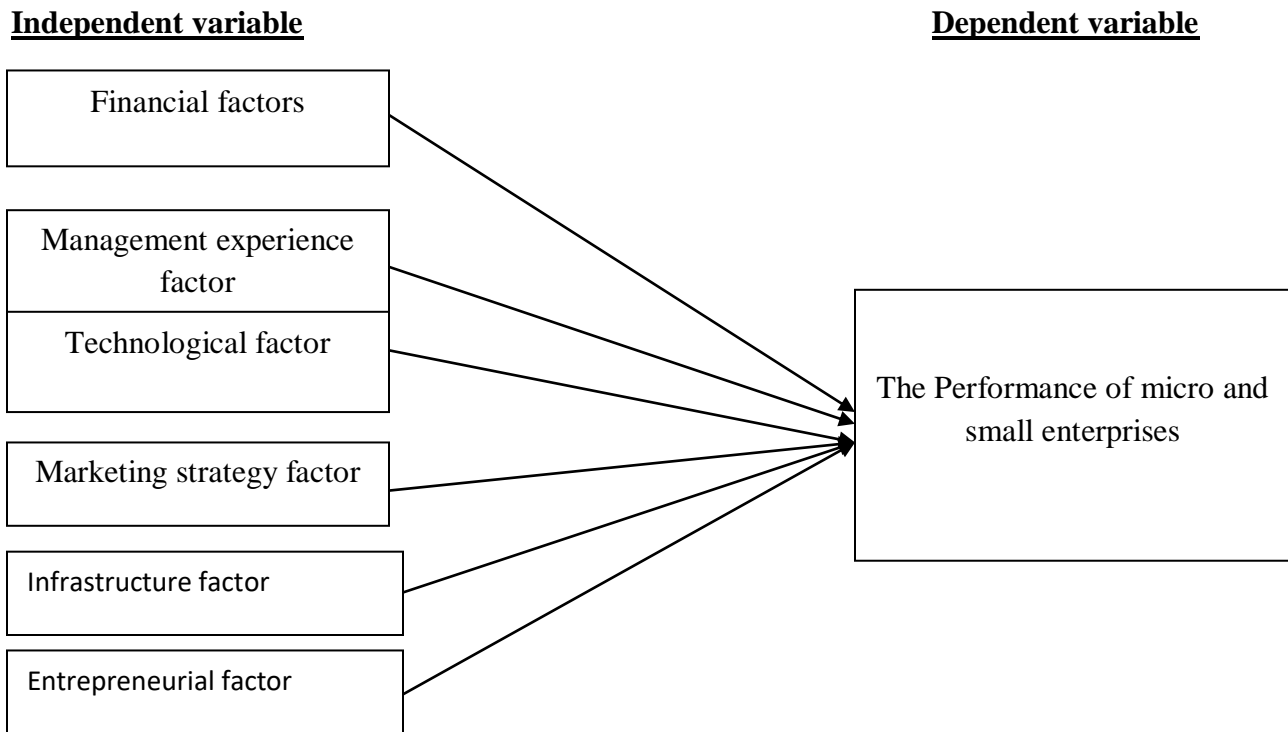 Independent variable
Dependent variable
Financial factors
Management experience
factor
Technological factor
The Performance of micro and
small enterprises
Marketing strategy factor
Infrastructure factor
Entrepreneurial factor